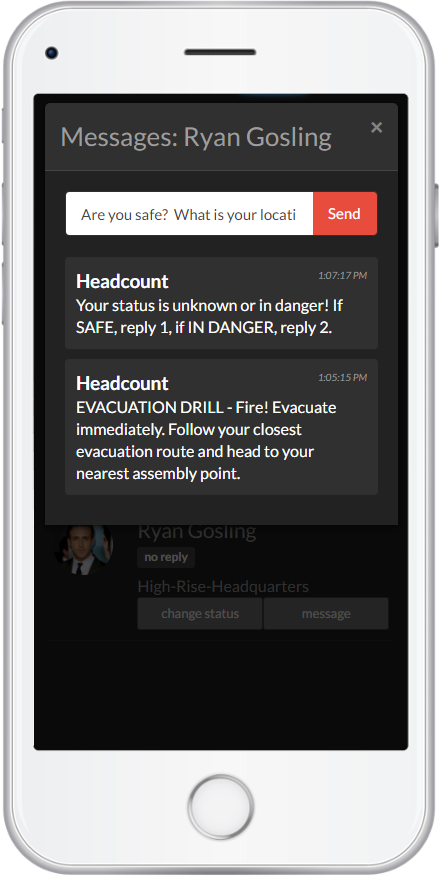 Messages: Ryan Gosling
×
Are you safe?  What is your locati
Send
Headcount
1:07:17 PM
Your status is unknown or in danger! If
SAFE, reply 1, if IN DANGER, reply 2.
Headcount
1:05:15 PM
EVACUATION DRILL - Fire! Evacuate
immediately. Follow your closest
evacuation route and head to your
nearest assembly point.
Ryan Gosling
no reply
High-Rise-Headquarters
change status
message